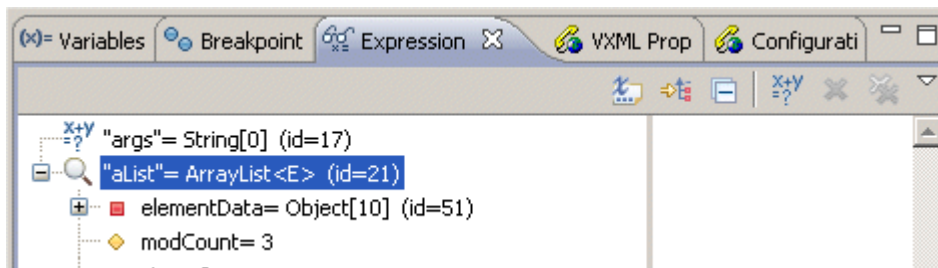 (x)= Variables Breakpoint Expression VXML Prop Configurati
x+y =?
x+y =? "args"= String[0] (id=17)
"aList"= ArrayList<E> (id=21)
elementData= Object[10] (id=51)
modCount= 3